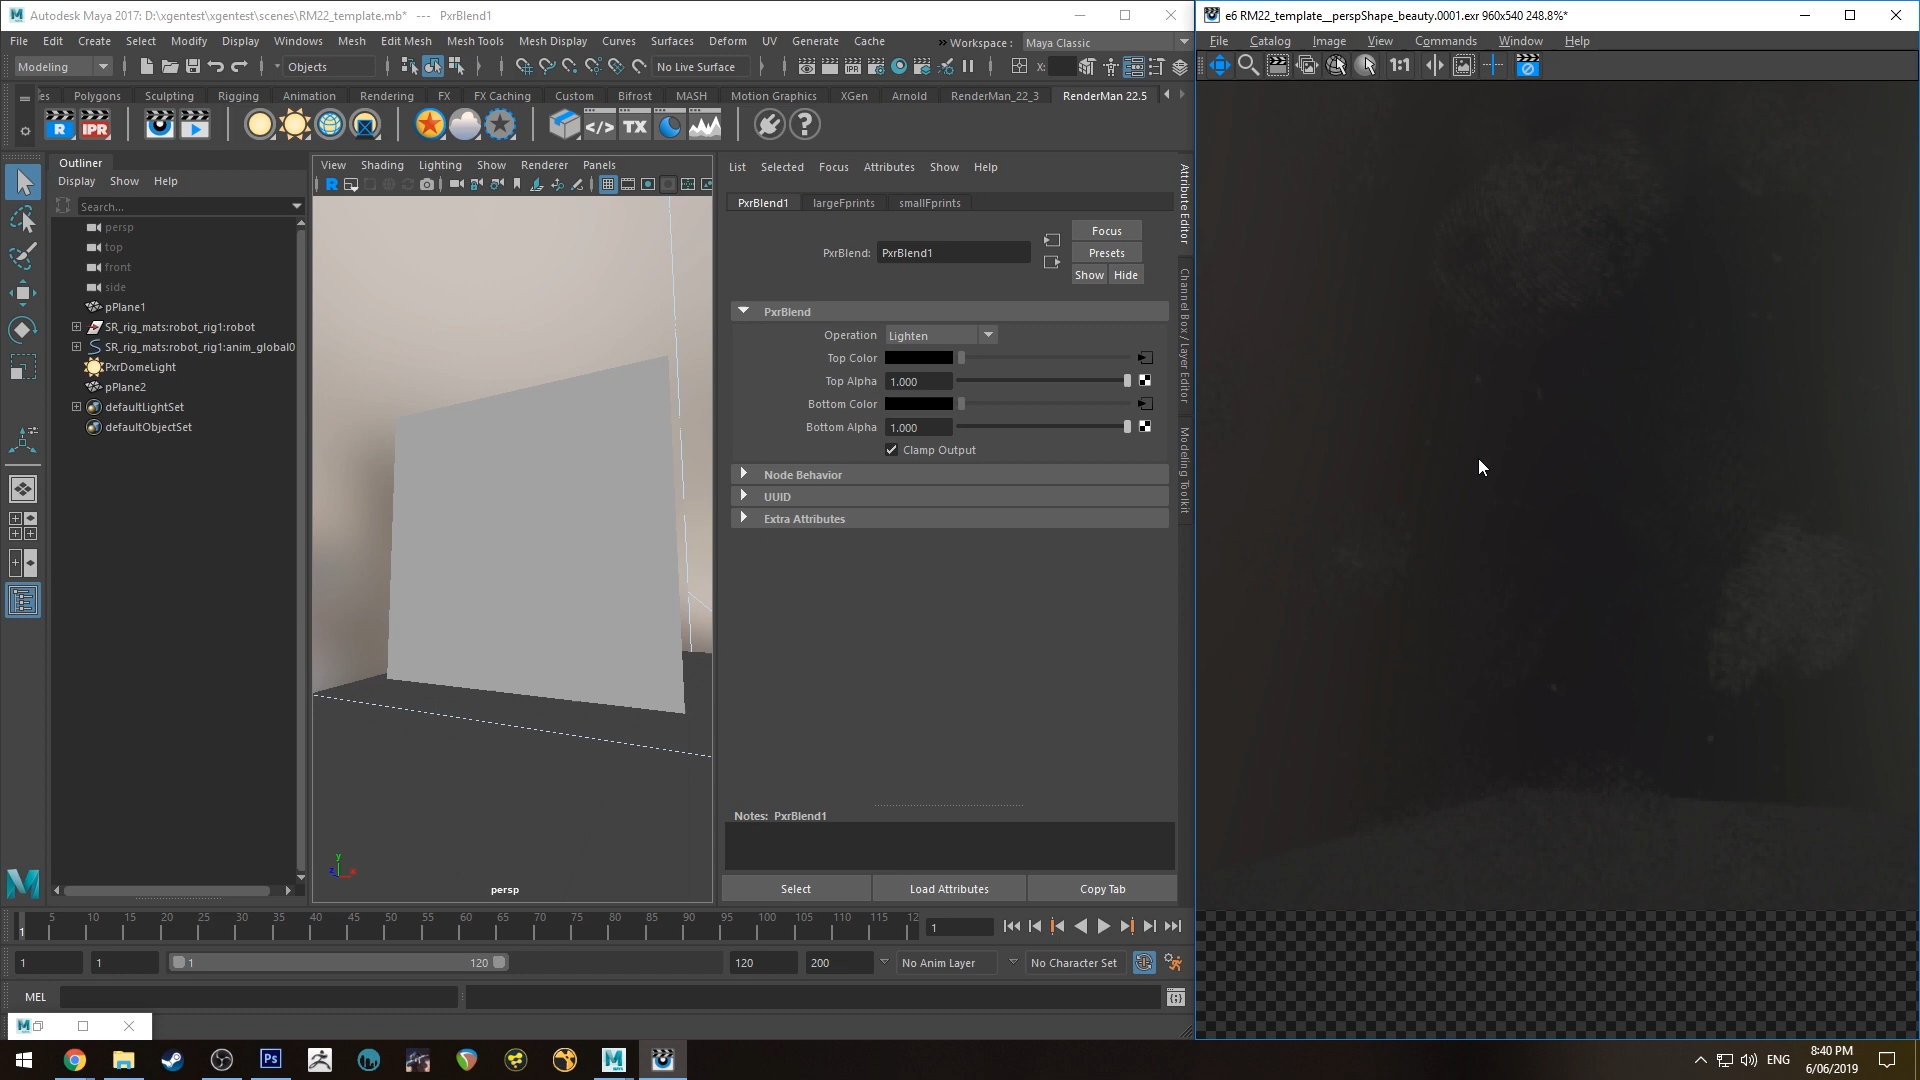 Autodesk Maya 2017: D:\xgentest\xgentest\scenes\RM22_template.mb*  ---  PxrBlend1
File Edit Create Select Modify Display Windows Mesh Edit Mesh Mesh Tools Mesh Display Curves Surfaces Deform UV Generate Cache » Workspace : Maya Classic
Modeling Objects No Live Surface X:
es Polygons Sculpting Rigging Animation Rendering FX FX Caching Custom Bifrost MASH Motion Graphics XGen Arnold RenderMan_22_3 RenderMan 22.5
R IPR </> TX ?
Outliner
Display Show Help
Search...
persp
top
front
side
pPlane1
SR_rig_mats:robot_rig1:robot
SR_rig_mats:robot_rig1:anim_global0
PxrDomeLight
pPlane2
defaultLightSet
defaultObjectSet
View Shading Lighting Show Renderer Panels
R
y
z x
persp
List Selected Focus Attributes Show Help
PxrBlend1 largeFprints smallFprints
Focus
PxrBlend: PxrBlend1 Presets
Show Hide
PxrBlend
Operation Lighten
Top Color
Top Alpha 1.000
Bottom Color
Bottom Alpha 1.000
Clamp Output
Node Behavior
UUID
Extra Attributes
Notes: PxrBlend1
Select Load Attributes Copy Tab
Attribute Editor
Channel Box / Layer Editor
Modeling Toolkit
1 5 10 15 20 25 30 35 40 45 50 55 60 65 70 75 80 85 90 95 100 105 110 115 12
1
1 1 1 120 120 200 No Anim Layer No Character Set
MEL
M
e6 RM22_template__perspShape_beauty.0001.exr 960x540 248.8%*
File Catalog Image View Commands Window Help
1:1
Ps MAYA
ENG
8:40 PM
6/06/2019